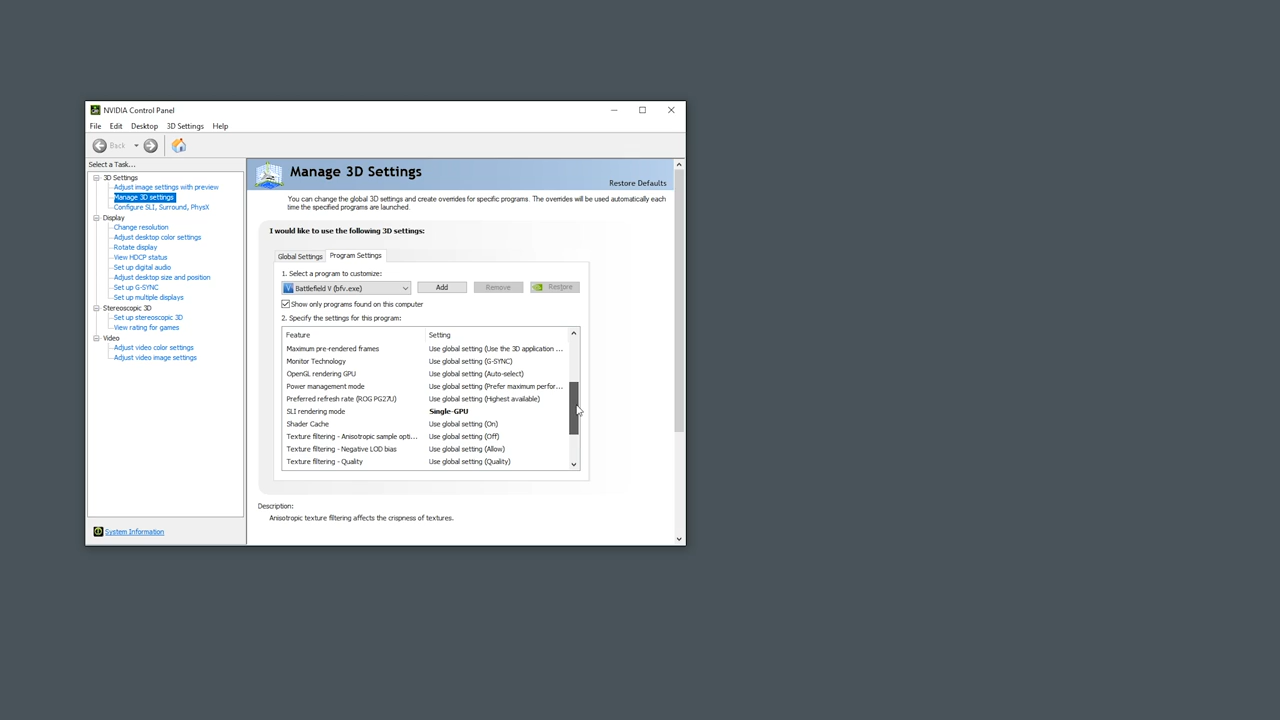 NVIDIA Control Panel
File Edit Desktop 3D Settings Help
Back
Select a Task...
3D Settings
Adjust image settings with preview
Manage 3D settings
Configure SLI, Surround, PhysX
Display
Change resolution
Adjust desktop color settings
Rotate display
View HDCP status
Set up digital audio
Adjust desktop size and position
Set up G-SYNC
Set up multiple displays
Stereoscopic 3D
Set up stereoscopic 3D
View rating for games
Video
Adjust video color settings
Adjust video image settings
System Information
Manage 3D Settings
Restore Defaults
You can change the global 3D settings and create overrides for specific programs. The overrides will be used automatically each
time the specified programs are launched.
I would like to use the following 3D settings:
Global Settings Program Settings
1. Select a program to customize:
Battlefield V (bfv.exe) Add Remove Restore
Show only programs found on this computer
2. Specify the settings for this program:
Feature Setting
Maximum pre-rendered frames Use global setting (Use the 3D application ...
Monitor Technology Use global setting (G-SYNC)
OpenGL rendering GPU Use global setting (Auto-select)
Power management mode Use global setting (Prefer maximum perfor...
Preferred refresh rate (ROG PG27U) Use global setting (Highest available)
SLI rendering mode Single-GPU
Shader Cache Use global setting (On)
Texture filtering - Anisotropic sample opti... Use global setting (Off)
Texture filtering - Negative LOD bias Use global setting (Allow)
Texture filtering - Quality Use global setting (Quality)
Description:
Anisotropic texture filtering affects the crispness of textures.